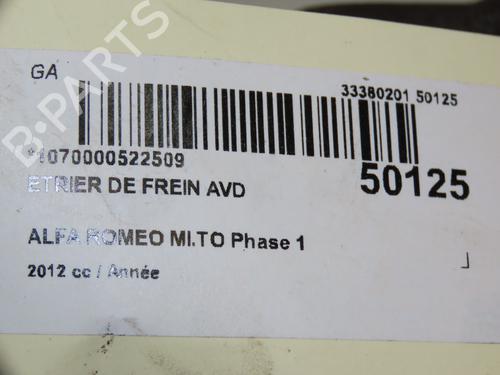 GA
33380201 50125
*1070000522509
50125
ETRIER DE FREIN AVD
ALFA ROMEO MI.TO Phase 1
2012 cc / Année
B-PARTS